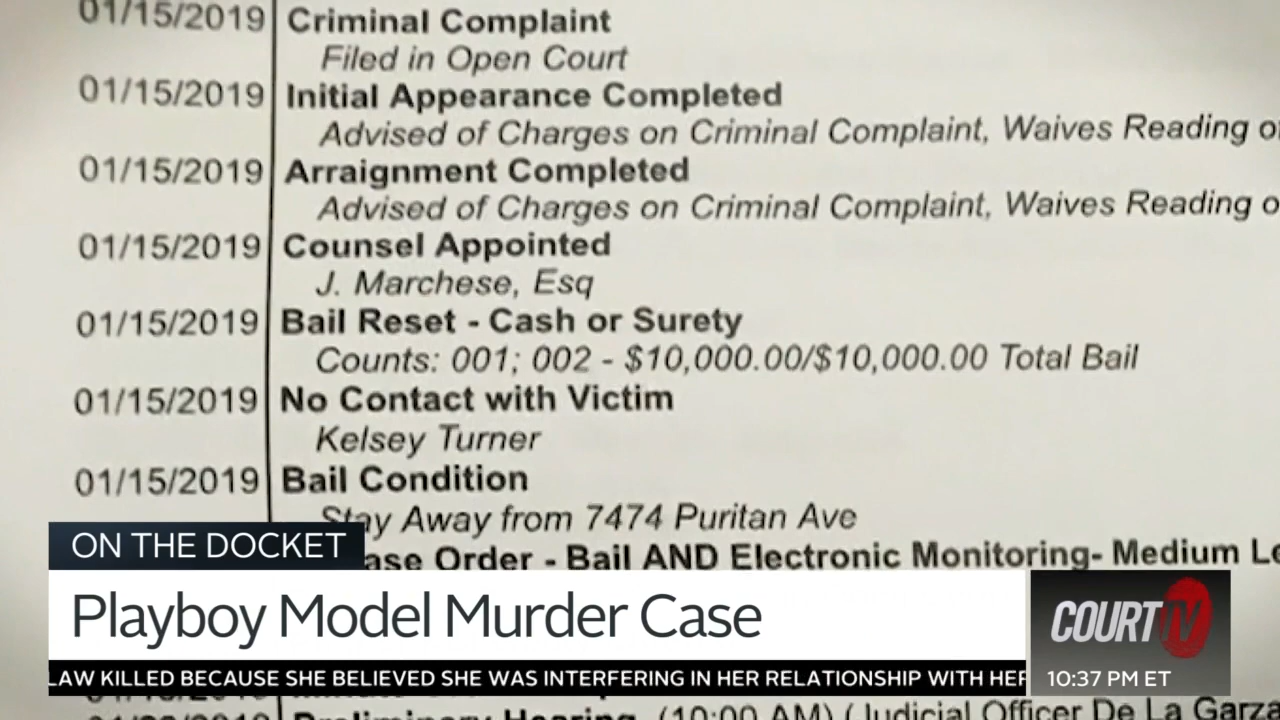 01/15/2019 Criminal Complaint
Filed in Open Court
01/15/2019 Initial Appearance Completed
Advised of Charges on Criminal Complaint, Waives Reading o
01/15/2019 Arraignment Completed
Advised of Charges on Criminal Complaint, Waives Reading o
01/15/2019 Counsel Appointed
J. Marchese, Esq
01/15/2019 Bail Reset - Cash or Surety
Counts: 001; 002 - $10,000.00/$10,000.00 Total Bail
01/15/2019 No Contact with Victim
Kelsey Turner
01/15/2019 Bail Condition
Stay Away from 7474 Puritan Ave
ase Order - Bail AND Electronic Monitoring- Medium Le
ON THE DOCKET
Playboy Model Murder Case
COURT TV
LAW KILLED BECAUSE SHE BELIEVED SHE WAS INTERFERING IN HER RELATIONSHIP WITH HER
10:37 PM ET
Preliminary Hearing (10:00 AM) (Judicial Officer De La Garza